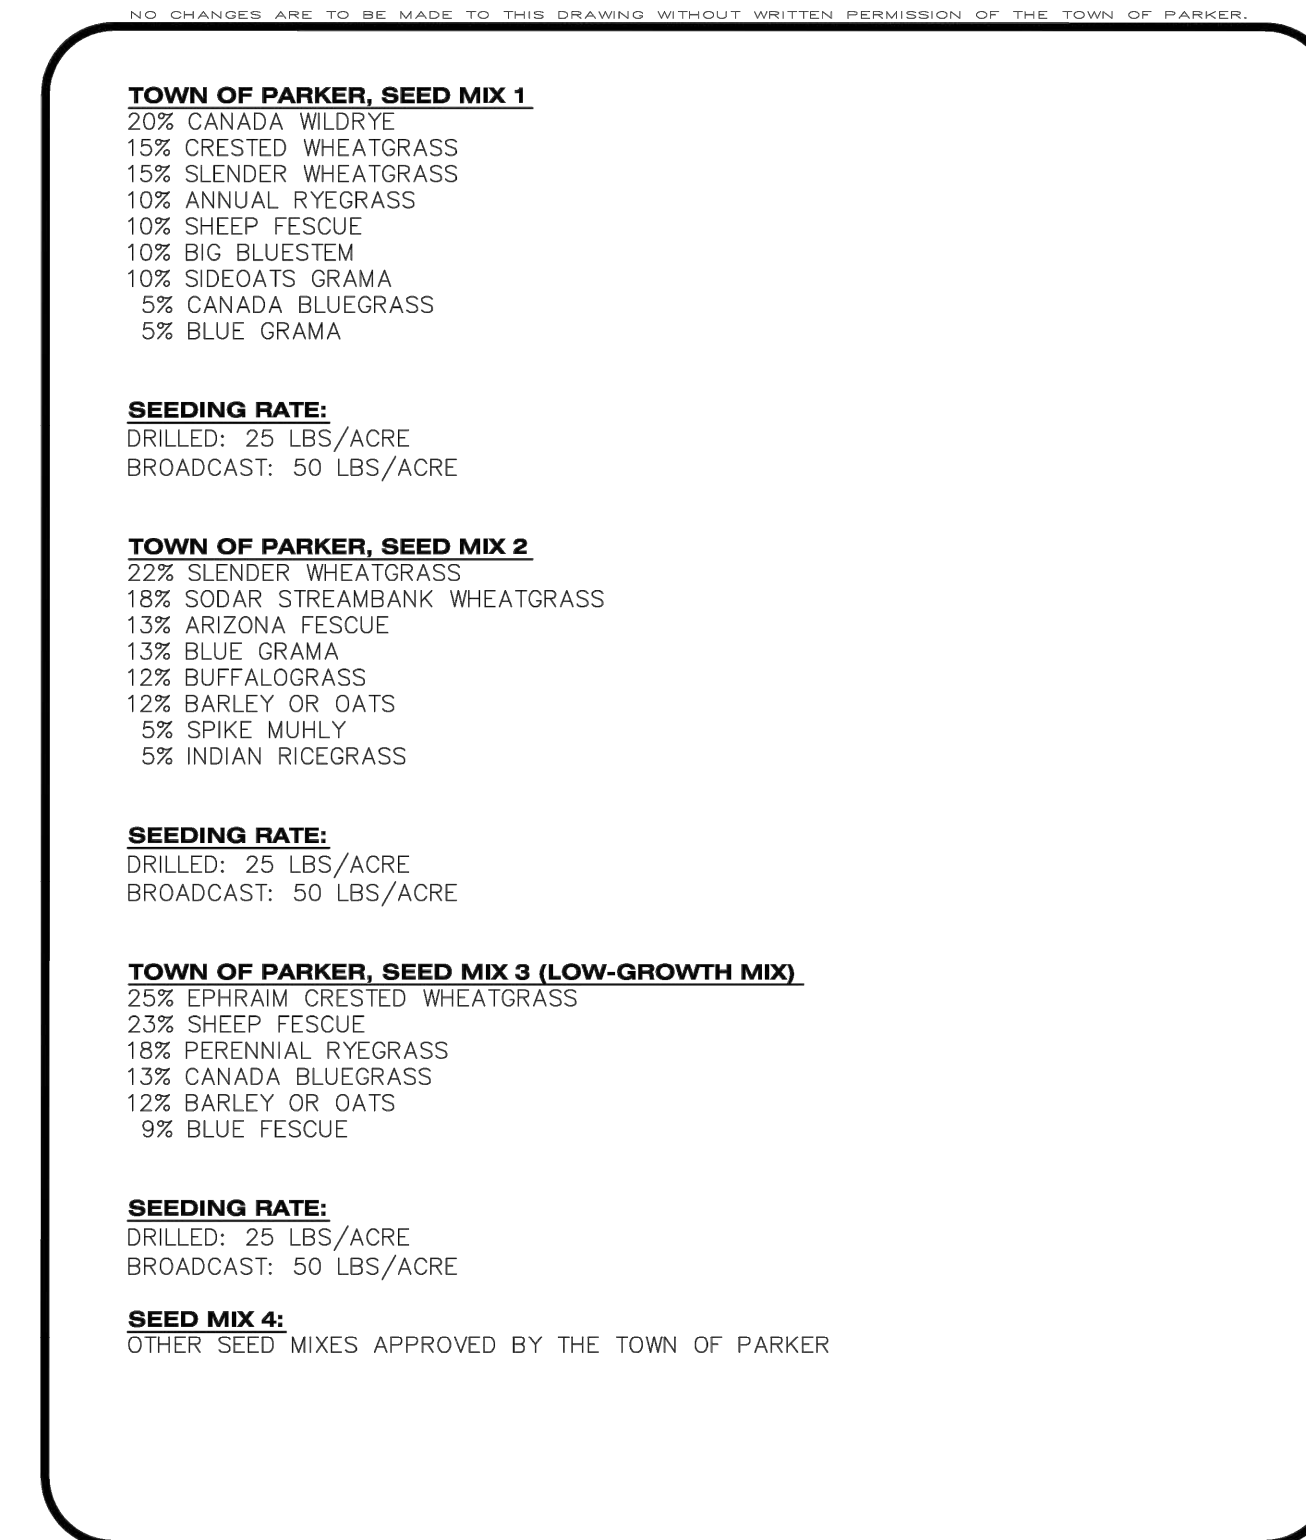 NO CHANGES ARE TO BE MADE TO THIS DRAWING WITHOUT WRITTEN PERMISSION OF THE TOWN OF PARKER.
TOWN OF PARKER, SEED MIX 1
20% CANADA WILDRYE
15% CRESTED WHEATGRASS
15% SLENDER WHEATGRASS
10% ANNUAL RYEGRASS
10% SHEEP FESCUE
10% BIG BLUESTEM
10% SIDEOATS GRAMA
5% CANADA BLUEGRASS
5% BLUE GRAMA
SEEDING RATE:
DRILLED: 25 LBS/ACRE
BROADCAST: 50 LBS/ACRE
TOWN OF PARKER, SEED MIX 2
22% SLENDER WHEATGRASS
18% SODAR STREAMBANK WHEATGRASS
13% ARIZONA FESCUE
13% BLUE GRAMA
12% BUFFALOGRASS
12% BARLEY OR OATS
5% SPIKE MUHLY
5% INDIAN RICEGRASS
SEEDING RATE:
DRILLED: 25 LBS/ACRE
BROADCAST: 50 LBS/ACRE
TOWN OF PARKER, SEED MIX 3 (LOW-GROWTH MIX)
25% EPHRAIM CRESTED WHEATGRASS
23% SHEEP FESCUE
18% PERENNIAL RYEGRASS
13% CANADA BLUEGRASS
12% BARLEY OR OATS
9% BLUE FESCUE
SEEDING RATE:
DRILLED: 25 LBS/ACRE
BROADCAST: 50 LBS/ACRE
SEED MIX 4:
OTHER SEED MIXES APPROVED BY THE TOWN OF PARKER